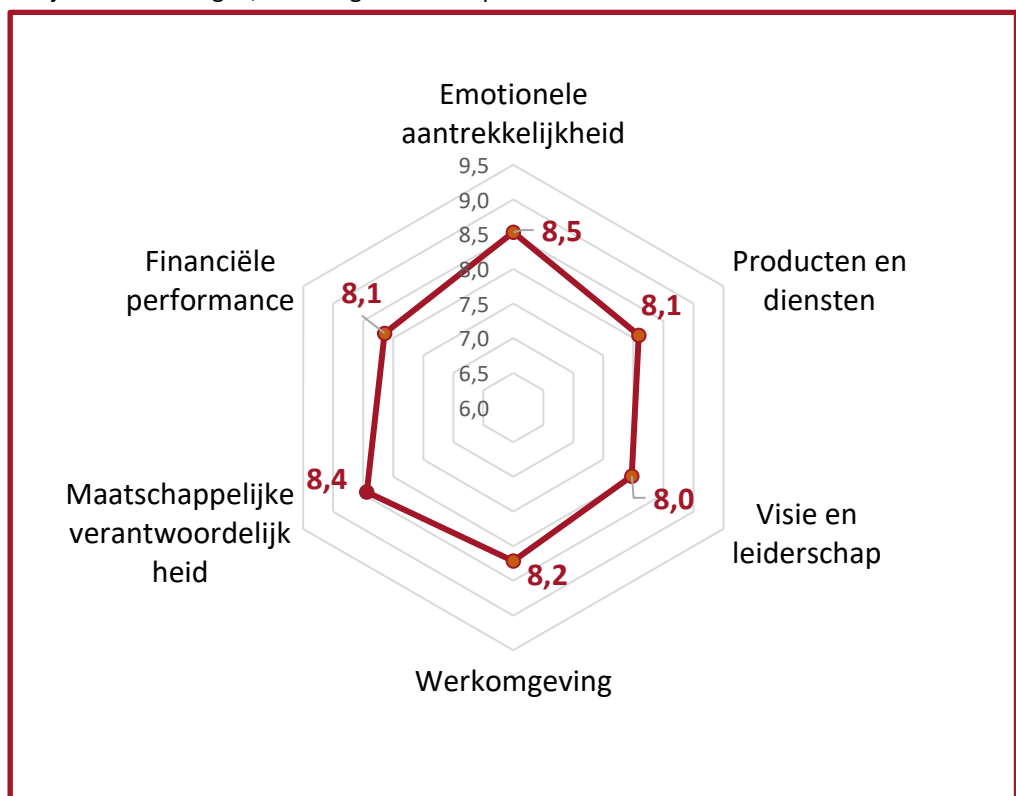 Emotionele
aantrekkelijkheid
9,5
9,0
8,5
8,0
7,5
7,0
6,5
6,0
8,5
Producten en
diensten
8,1
Visie en
leiderschap
8,0
Werkomgeving
8,2
Maatschappelijke
verantwoordelijk
heid
8,4
Financiële
performance
8,1